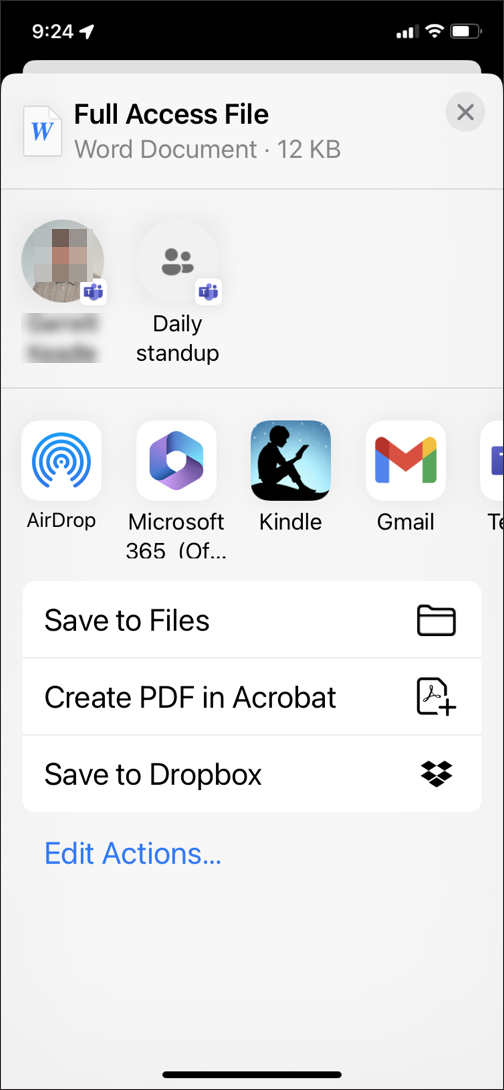 9:24
Full Access File
W
Word Document · 12 KB
Daily
standup
AirDrop
Microsoft
365 (Of...
Kindle
Gmail
Te
Save to Files
Create PDF in Acrobat
Save to Dropbox
Edit Actions...